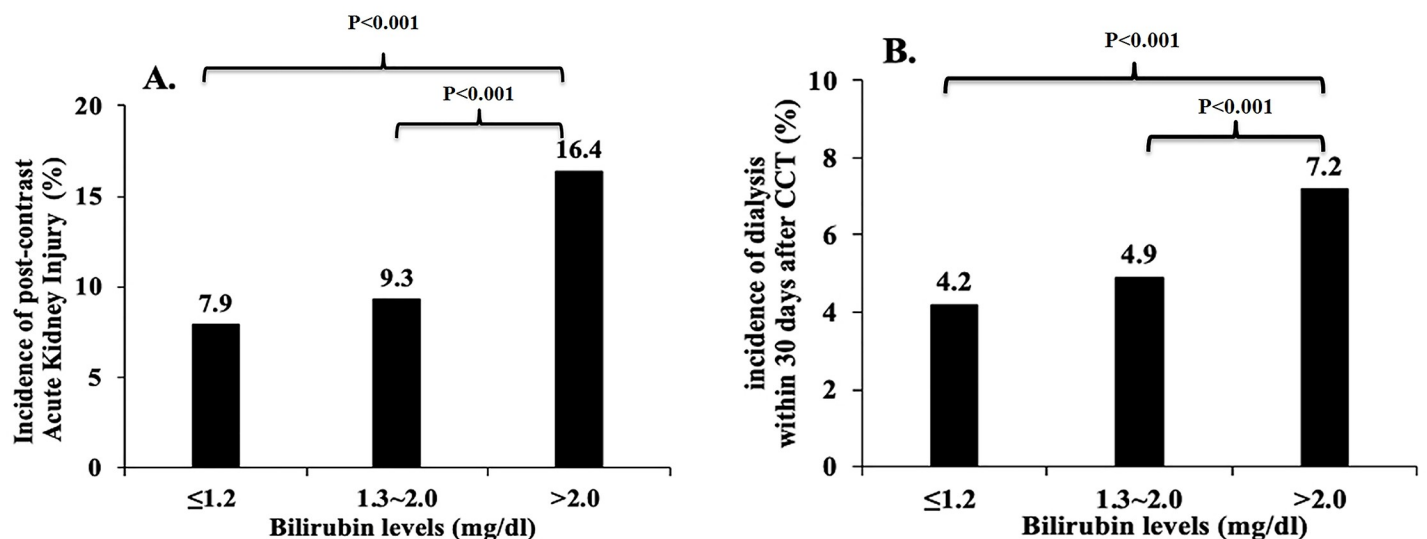 P<0.001
A.
P<0.001
20
15
10
5
0
16.4
9.3
7.9
Incidence of post-contrast
Acute Kidney Injury (%)
≤1.2 1.3~2.0 >2.0
Bilirubin levels (mg/dl)
B.
P<0.001
P<0.001
10
8
6
4
2
0
7.2
4.9
4.2
incidence of dialysis
within 30 days after CCT (%)
≤1.2 1.3~2.0 >2.0
Bilirubin levels (mg/dl)